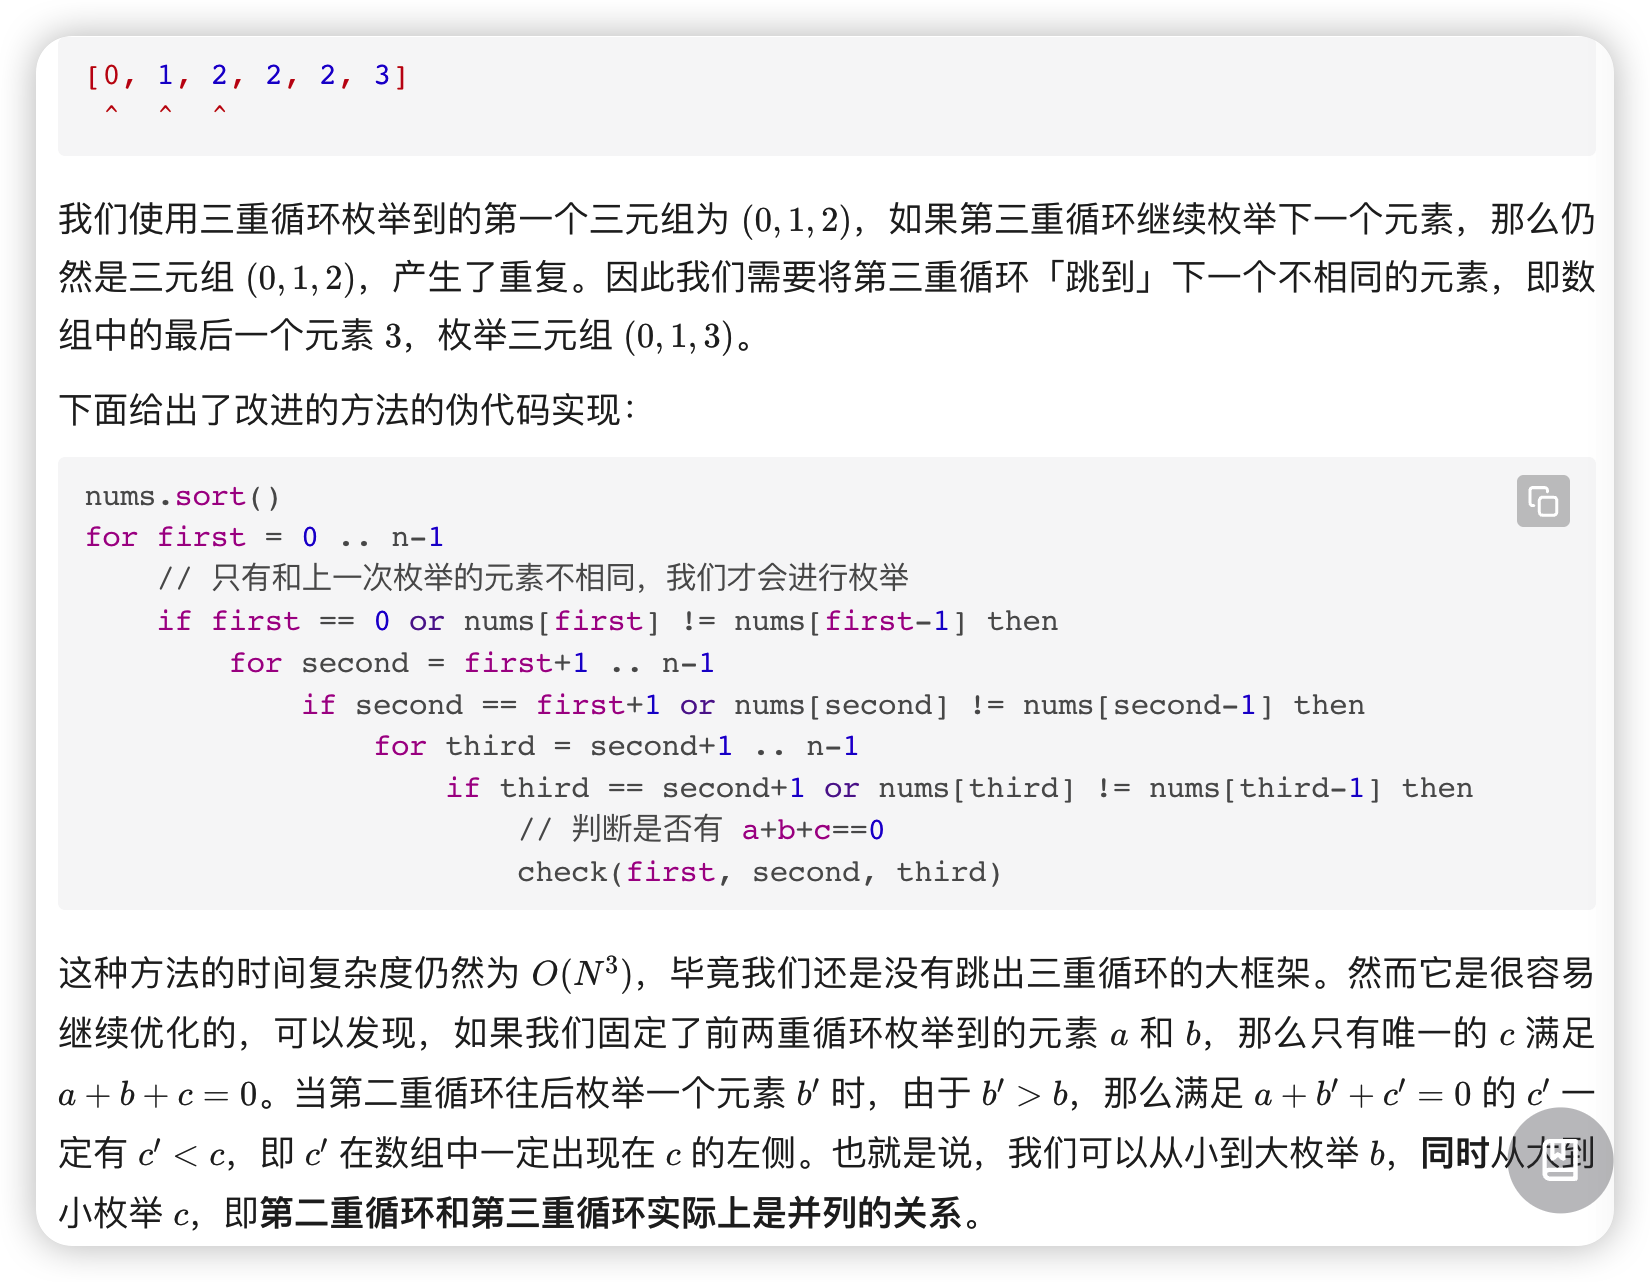 [0, 1, 2, 2, 2, 3]
^ ^ ^
我们使用三重循环枚举到的第一个三元组为 (0, 1, 2)，如果第三重循环继续枚举下一个元素，那么仍
然是三元组 (0, 1, 2)，产生了重复。因此我们需要将第三重循环「跳到」下一个不相同的元素，即数
组中的最后一个元素 3，枚举三元组 (0, 1, 3)。
下面给出了改进的方法的伪代码实现：
nums.sort()
for first = 0 .. n-1
    // 只有和上一次枚举的元素不相同，我们才会进行枚举
    if first == 0 or nums[first] != nums[first-1] then
        for second = first+1 .. n-1
            if second == first+1 or nums[second] != nums[second-1] then
                for third = second+1 .. n-1
                    if third == second+1 or nums[third] != nums[third-1] then
                        // 判断是否有 a+b+c==0
                        check(first, second, third)
这种方法的时间复杂度仍然为 O(N³)，毕竟我们还是没有跳出三重循环的大框架。然而它是很容易
继续优化的，可以发现，如果我们固定了前两重循环枚举到的元素 a 和 b，那么只有唯一的 c 满足
a + b + c = 0。当第二重循环往后枚举一个元素 b′ 时，由于 b′ > b，那么满足 a + b′ + c′ = 0 的 c′ 一
定有 c′ < c，即 c′ 在数组中一定出现在 c 的左侧。也就是说，我们可以从小到大枚举 b，同时从大到
小枚举 c，即第二重循环和第三重循环实际上是并列的关系。